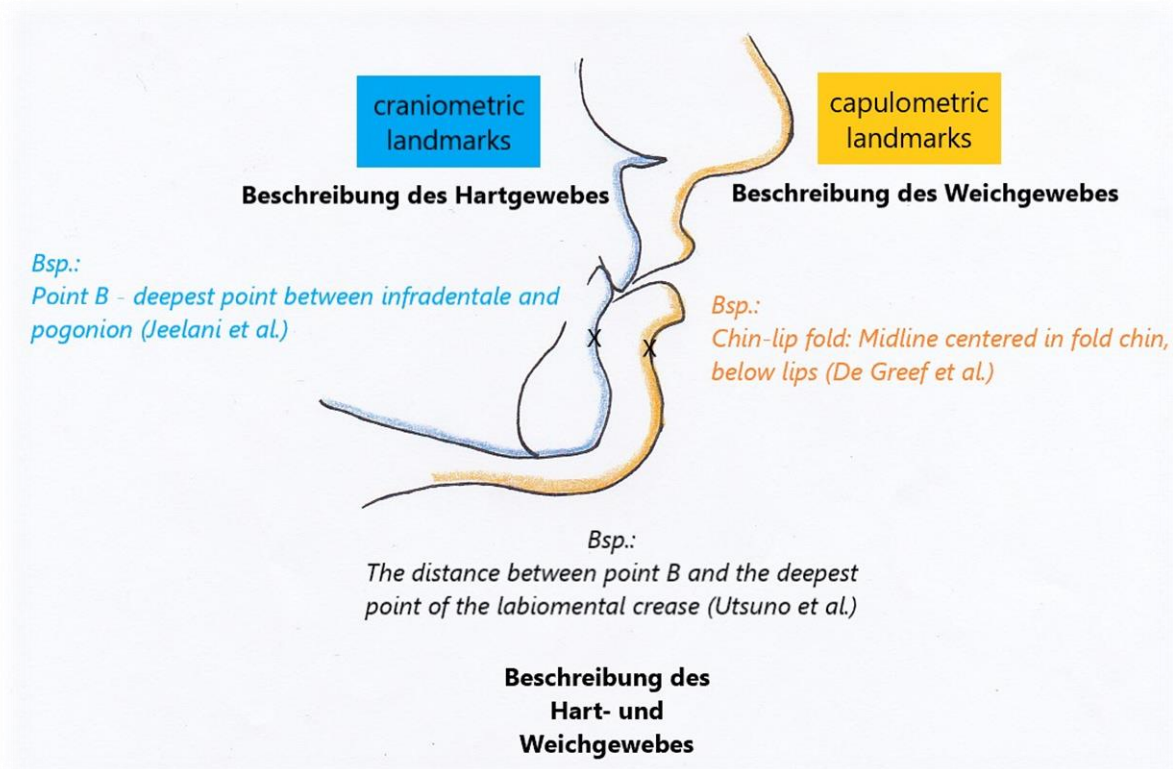 craniometric
landmarks
capulometric
landmarks
Beschreibung des Hartgewebes
Beschreibung des Weichgewebes
Bsp.:
Point B - deepest point between infradentale and
pogonion (Jeelani et al.)
Bsp.:
Chin-lip fold: Midline centered in fold chin,
below lips (De Greef et al.)
X
X
Bsp.:
The distance between point B and the deepest
point of the labiomental crease (Utsuno et al.)
Beschreibung des
Hart- und
Weichgewebes